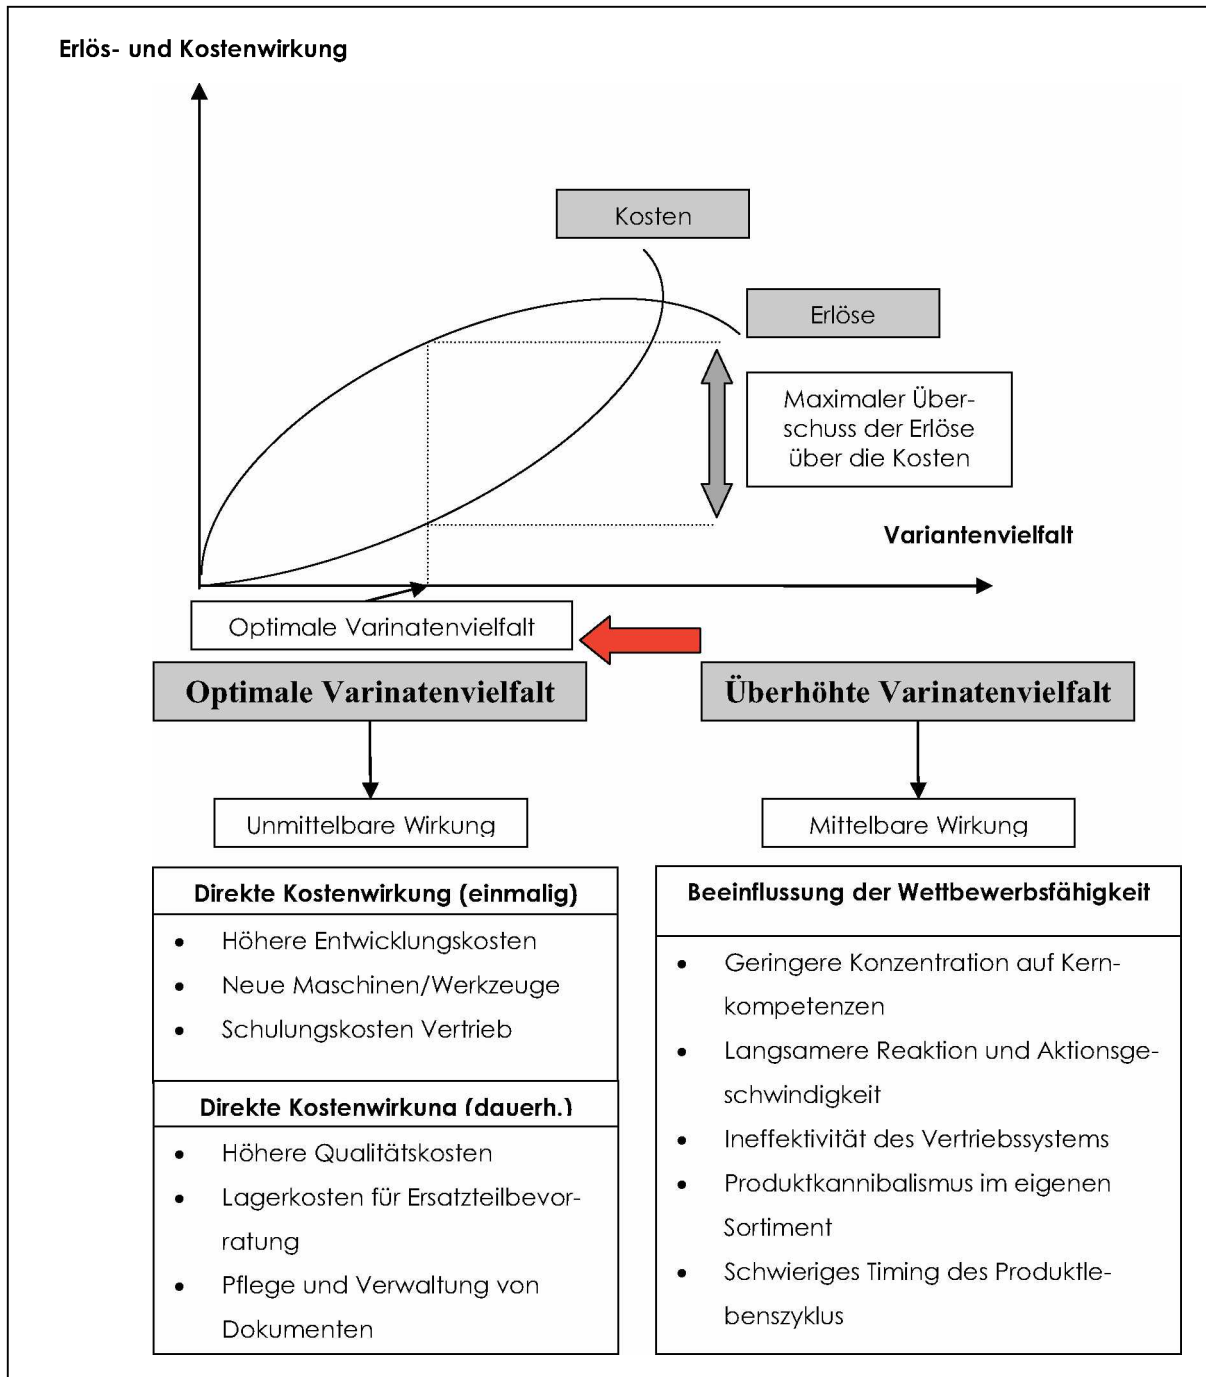 Erlös- und Kostenwirkung
Kosten
Erlöse
Maximaler Über-
schuss der Erlöse
über die Kosten
Variantenvielfalt
Optimale Varinatenvielfalt
Optimale Varinatenvielfalt
Überhöhte Varinatenvielfalt
Unmittelbare Wirkung
Mittelbare Wirkung
Direkte Kostenwirkung (einmalig)
• Höhere Entwicklungskosten
• Neue Maschinen/Werkzeuge
• Schulungskosten Vertrieb
Direkte Kostenwirkung (dauerh.)
• Höhere Qualitätskosten
• Lagerkosten für Ersatzteilbevor-
ratung
• Pflege und Verwaltung von
Dokumenten
Beeinflussung der Wettbewerbsfähigkeit
• Geringere Konzentration auf Kern-
kompetenzen
• Langsamere Reaktion und Aktionsge-
schwindigkeit
• Ineffektivität des Vertriebssystems
• Produktkannibalismus im eigenen
Sortiment
• Schwieriges Timing des Produktle-
benszyklus